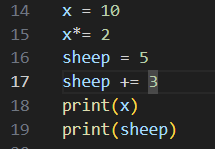 14 x = 10
15 x*= 2
16 sheep = 5
17 sheep += 3
18 print(x)
19 print(sheep)